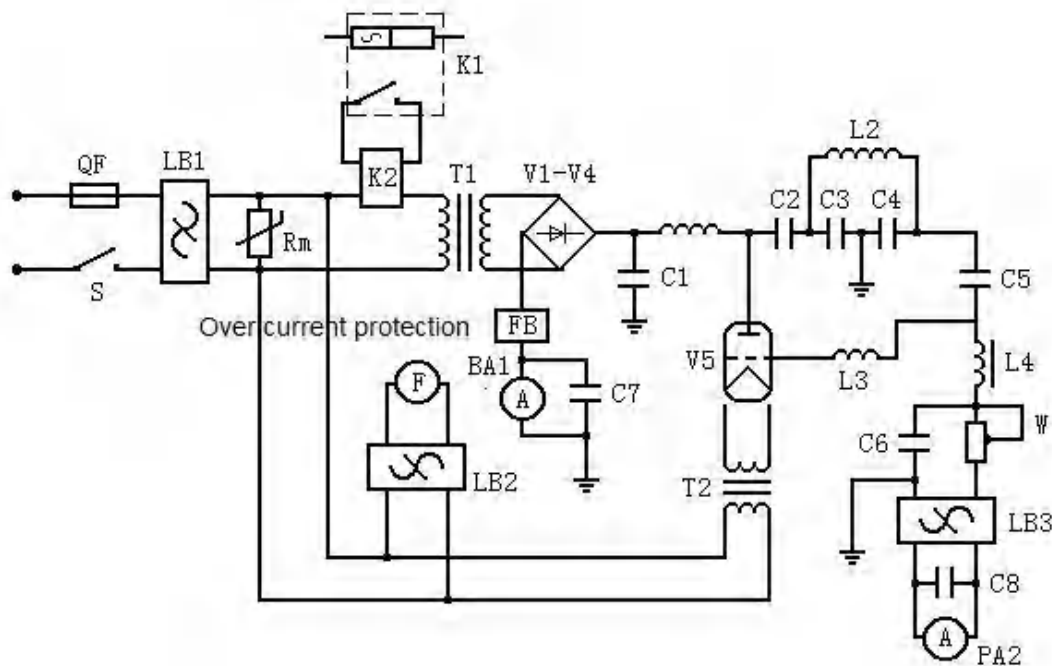 S
K1
L2
QF
LB1
K2
T1
V1-V4
C2
C3
C4
Rm
S
C1
C5
Over current protection
FB
V5
L3
L4
BA1
F
A
C7
C6
W
LB2
T2
LB3
C8
A
PA2